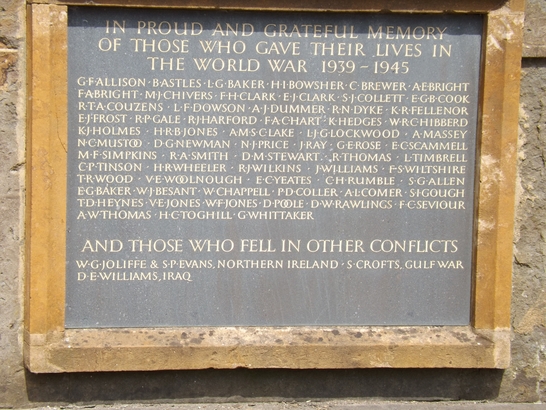 IN PROUD AND GRATEFUL MEMORY
OF THOSE WHO GAVE THEIR LIVES IN
THE WORLD WAR 1939-1945
G·F·ALLISON · B·ASTLES · L·G·BAKER · H·I·BOWSHER · C·BREWER · A·E·BRIGHT
F·A·BRIGHT · M·J·CHIVERS · F·H·CLARK · E·J·CLARK · S·J·COLLETT · E·G·B·COOK
R·T·A·COUZENS · L·F·DOWSON · A·J·DUMMER · R·N·DYKE · K·R·FELLENOR
E·J·FROST · R·P·GALE · R·J·HARFORD · F·A·CHART · K·HEDGES · W·R·C·HIBBERD
K·J·HOLMES · H·R·B·JONES · A·M·S·CLAKE · I·J·G·LOCKWOOD · A·MASSEY
N·C·MUSTOO · D·G·NEWMAN · N·J·PRICE · J·RAY · G·E·ROSE · E·C·SCAMMELL
M·F·SIMPKINS · R·A·SMITH · D·M·STEWART · R·THOMAS · L·TIMBRELL
C·P·TINSON · H·R·WHEELER · R·J·WILKINS · J·WILLIAMS · F·S·WILTSHIRE
T·R·WOOD · V·E·WOOLNOUGH · E·C·YEATES · C·H·RUMBLE · S·G·ALLEN
E·G·BAKER · W·J·BESANT · W·CHAPPELL · P·D·COLLER · A·L·COMER · S·I·GOUGH
T·D·HEYNES · V·E·JONES · W·F·JONES · D·POOLE · D·W·RAWLINGS · F·C·SEVIOUR
A·W·THOMAS · H·C·TOGHILL · G·WHITTAKER
AND THOSE WHO FELL IN OTHER CONFLICTS
W·G·JOLIFFE & S·P·EVANS, NORTHERN IRELAND · S·CROFTS, GULF WAR
D·E·WILLIAMS, IRAQ